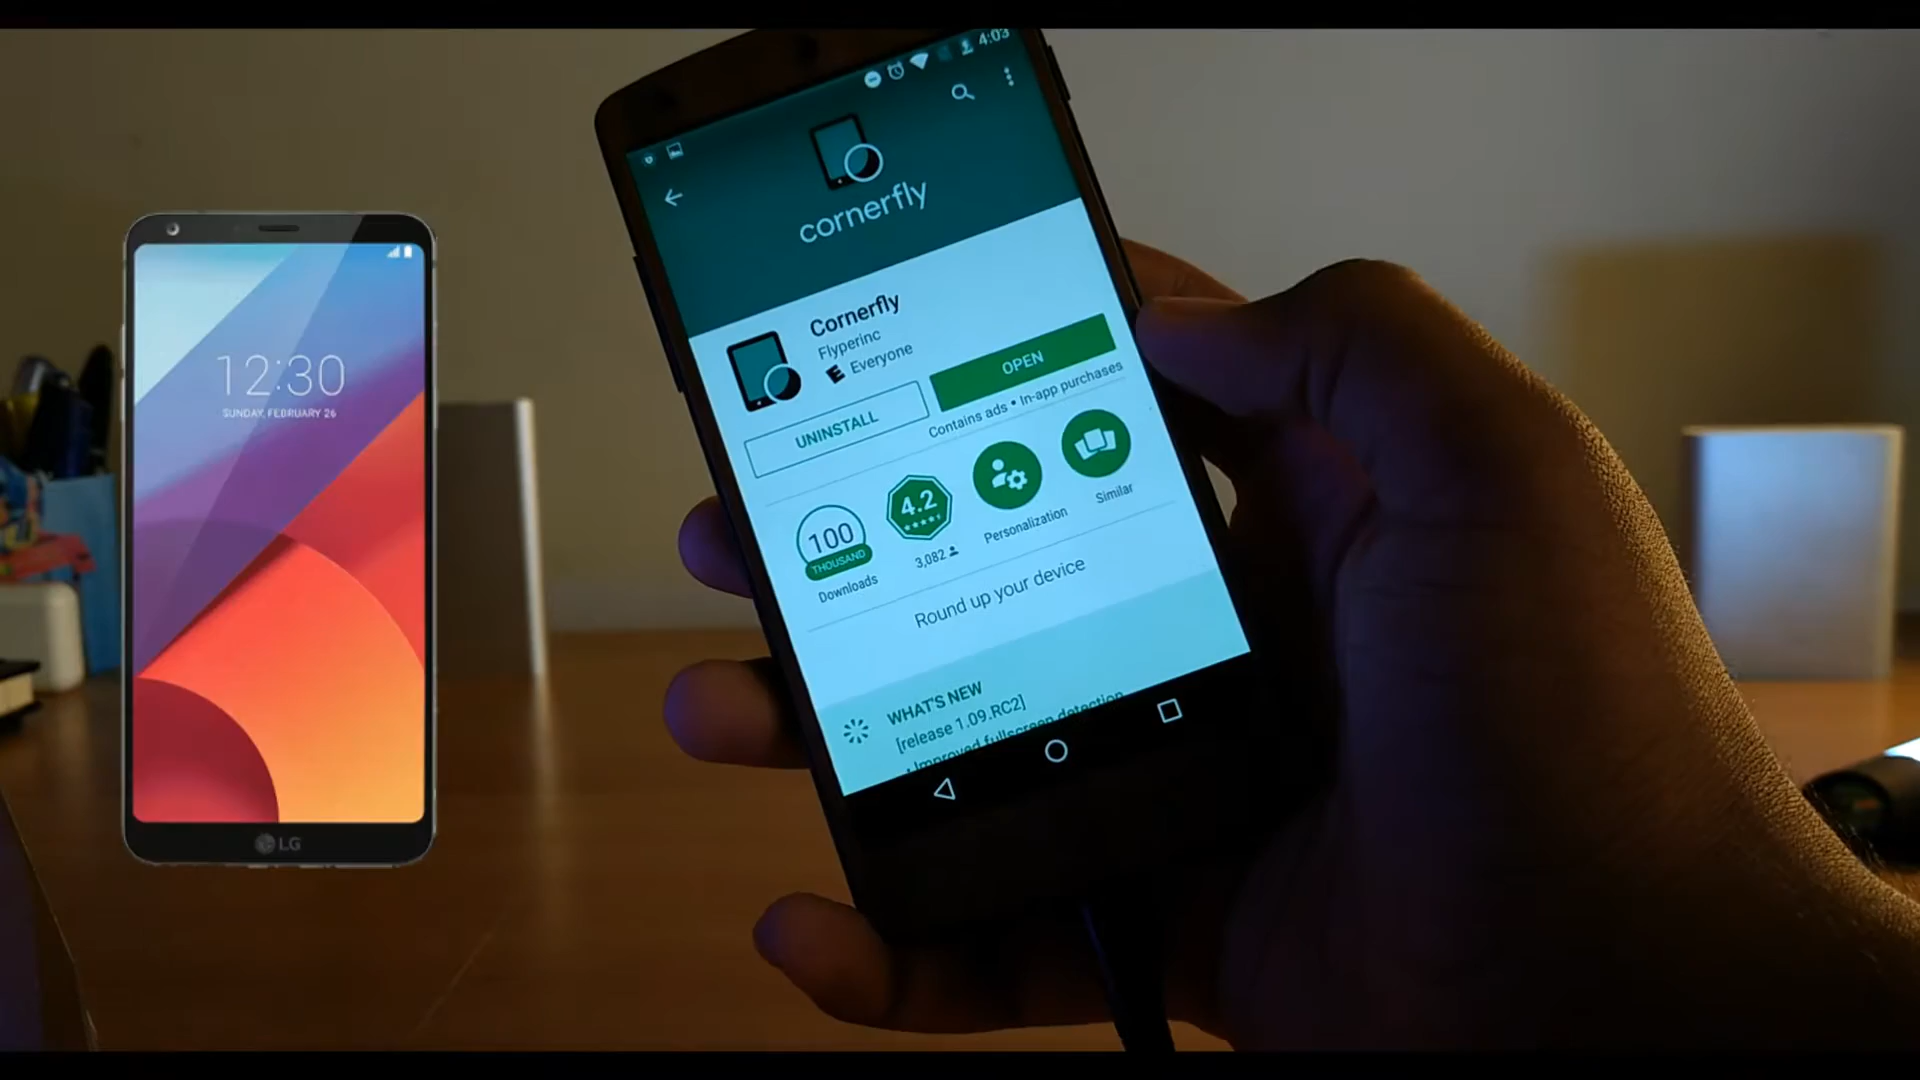 12:30
SUNDAY, FEBRUARY 26
LG
4:03
cornerfly
Cornerfly
Flyperinc
Everyone
UNINSTALL
OPEN
Contains ads • In-app purchases
100
THOUSAND
Downloads
4.2
3,082
Personalization
Similar
Round up your device
WHAT'S NEW
[release 1.09.RC2]
• Improved fullscreen detection